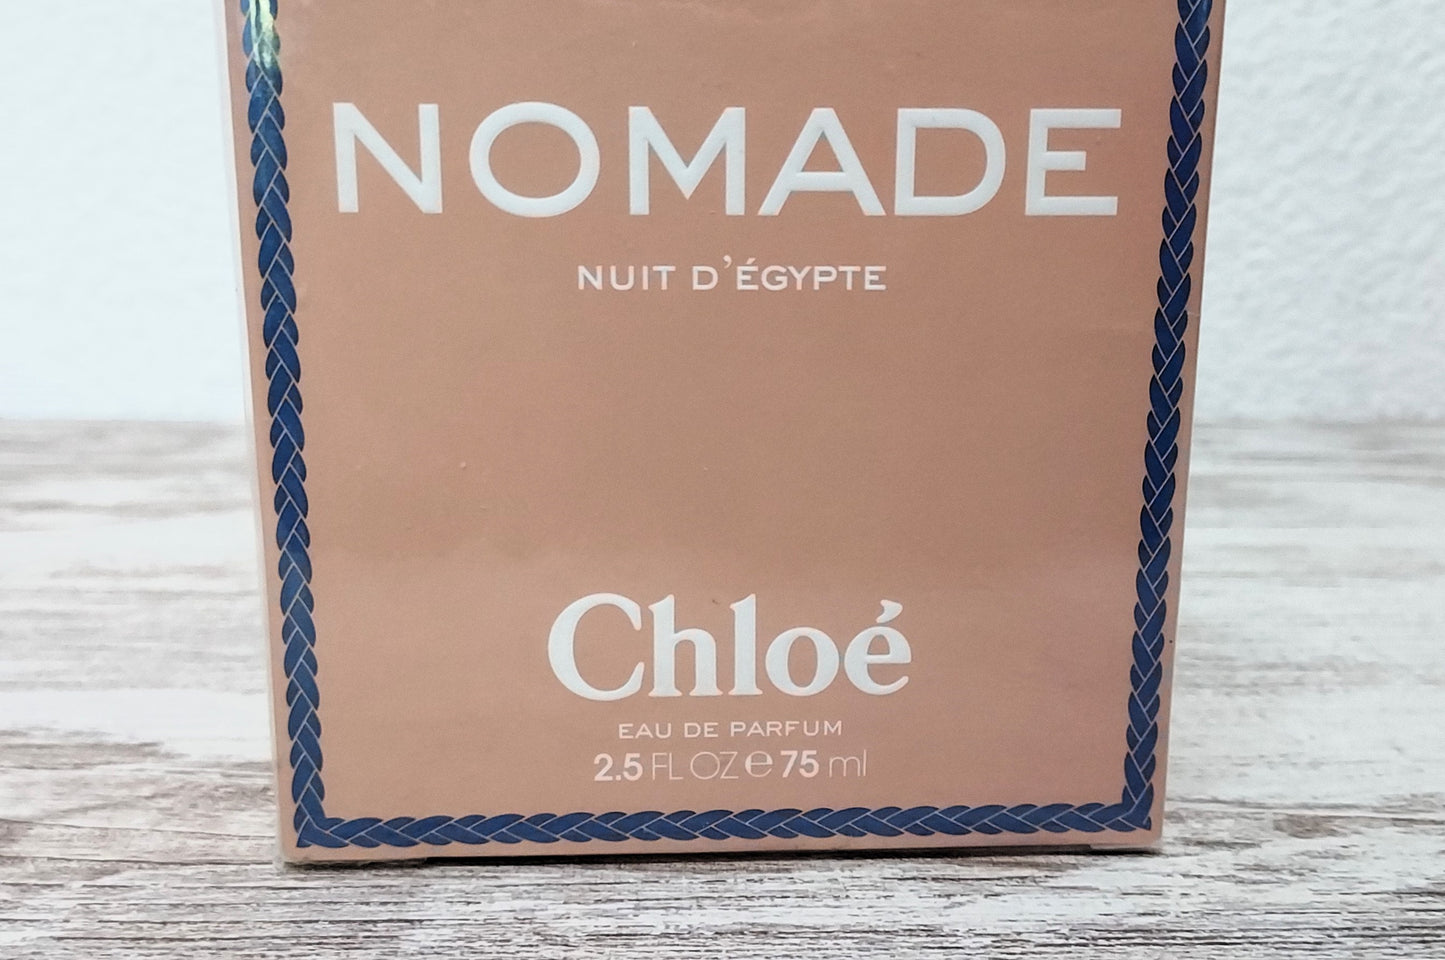 NOMADE
NUIT D'ÉGYPTE
Chloé
EAU DE PARFUM
2.5 FL OZ ℮ 75 ml